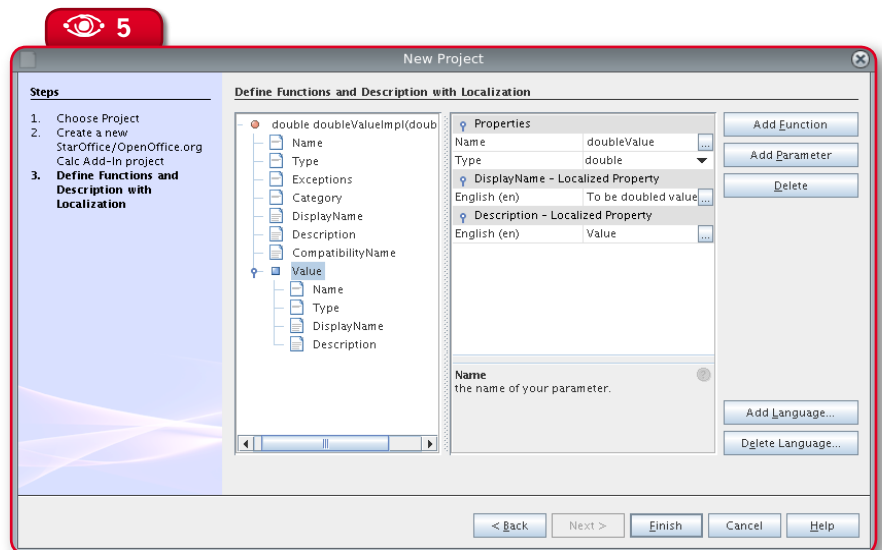 5
New Project
Steps
1. Choose Project
2. Create a new
StarOffice/OpenOffice.org
Calc Add-In project
3. Define Functions and
Description with
Localization
Define Functions and Description with Localization
double doubleValueImpl(doub
Name
Type
Exceptions
Category
DisplayName
Description
CompatibilityName
Value
Name
Type
DisplayName
Description
Properties
Name doubleValue ...
Type double
DisplayName - Localized Property
English (en) To be doubled value ...
Description - Localized Property
English (en) Value ...
Name
the name of your parameter.
Add Function
Add Parameter
Delete
Add Language...
Delete Language...
< Back
Next >
Finish
Cancel
Help